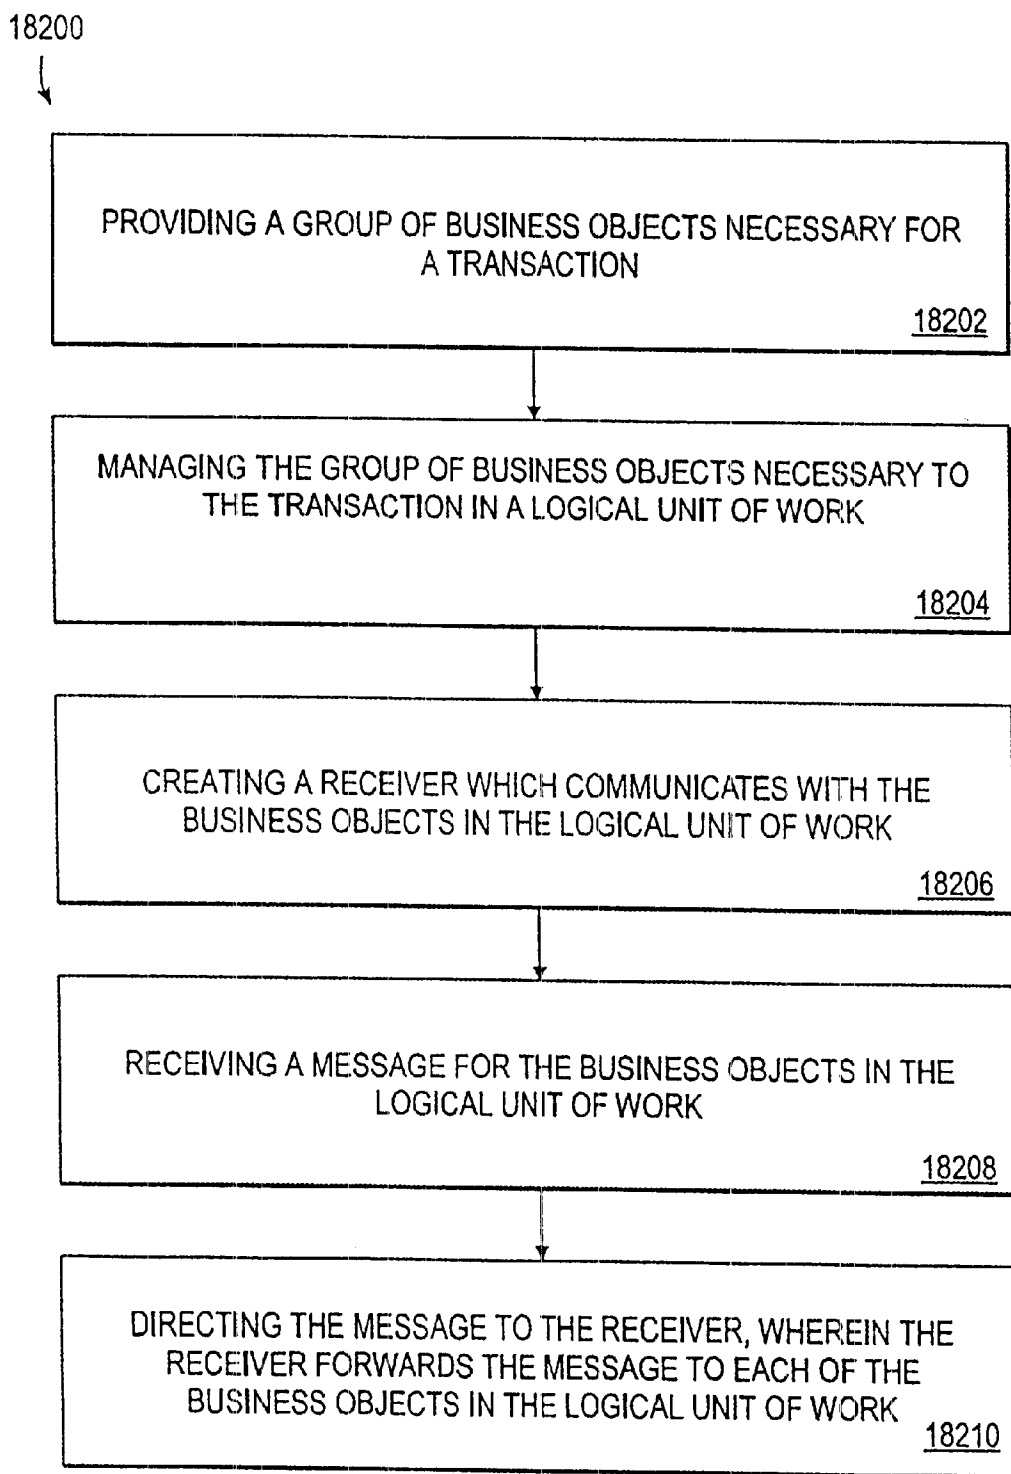 18200
PROVIDING A GROUP OF BUSINESS OBJECTS NECESSARY FOR
A TRANSACTION
18202
MANAGING THE GROUP OF BUSINESS OBJECTS NECESSARY TO
THE TRANSACTION IN A LOGICAL UNIT OF WORK
18204
CREATING A RECEIVER WHICH COMMUNICATES WITH THE
BUSINESS OBJECTS IN THE LOGICAL UNIT OF WORK
18206
RECEIVING A MESSAGE FOR THE BUSINESS OBJECTS IN THE
LOGICAL UNIT OF WORK
18208
DIRECTING THE MESSAGE TO THE RECEIVER, WHEREIN THE
RECEIVER FORWARDS THE MESSAGE TO EACH OF THE
BUSINESS OBJECTS IN THE LOGICAL UNIT OF WORK
18210